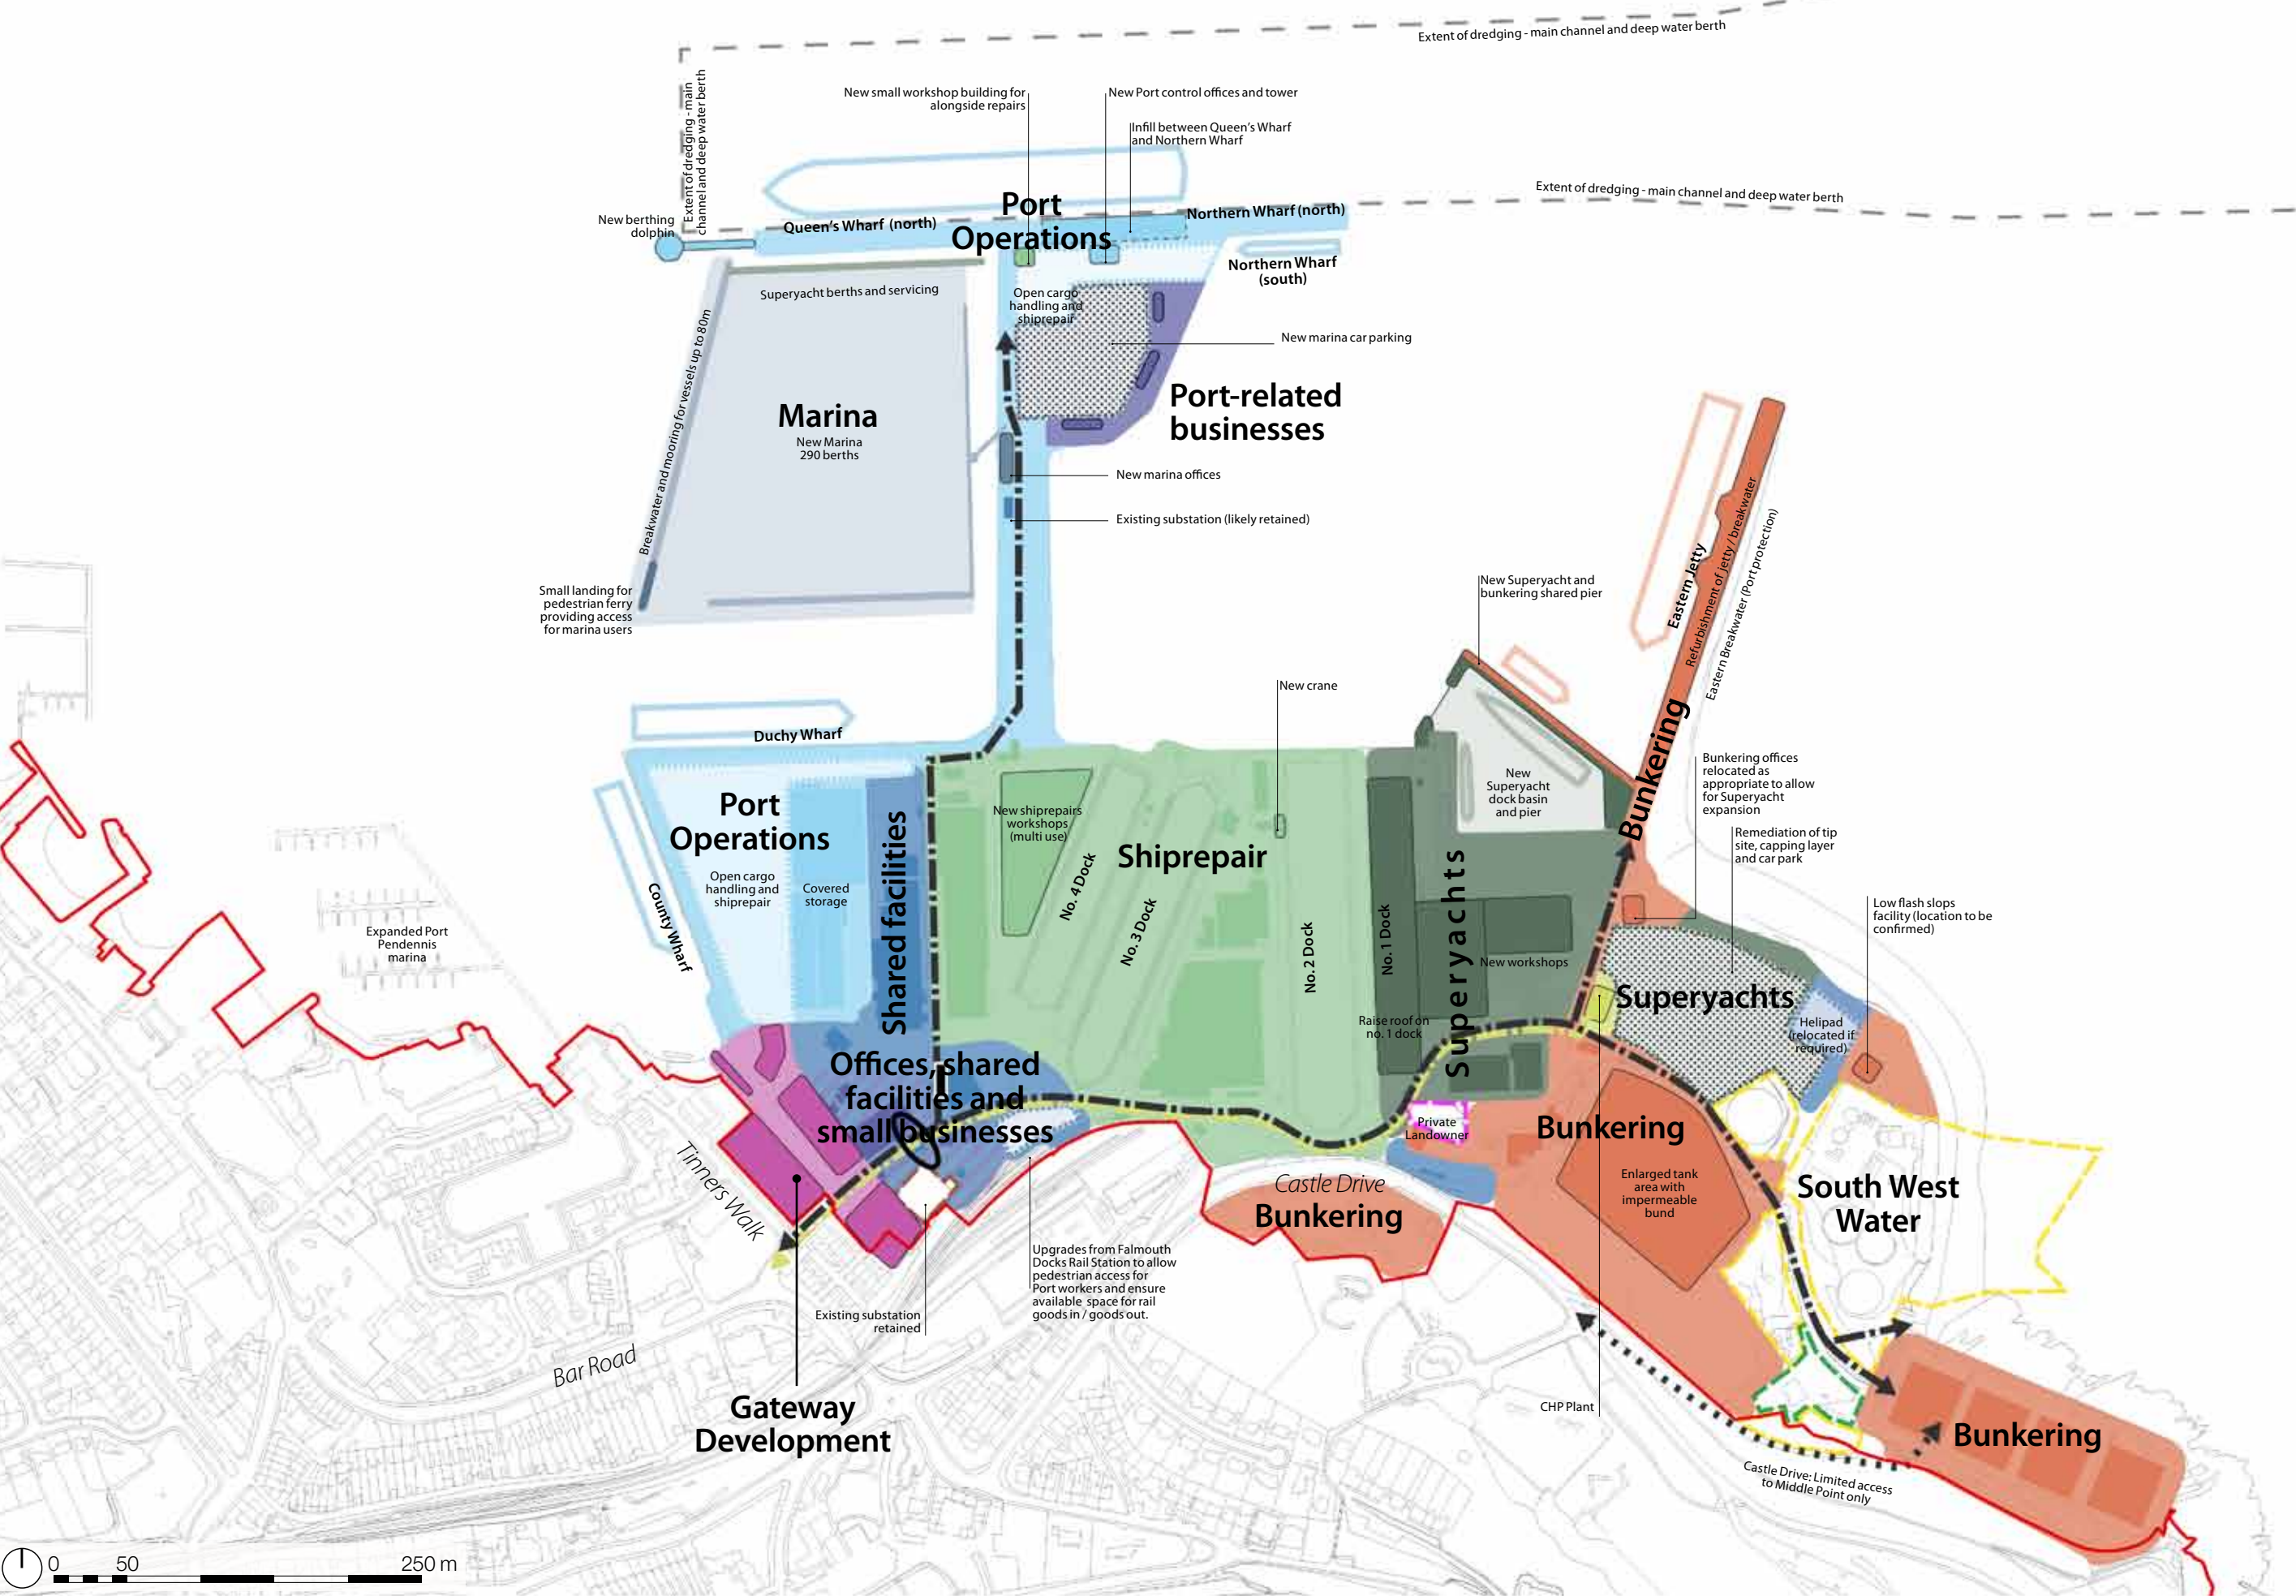 Extent of dredging - main channel and deep water berth
Extent of dredging - main
channel and deep water berth
New small workshop building for
alongside repairs
New Port control offices and tower
Infill between Queen's Wharf
and Northern Wharf
Extent of dredging - main channel and deep water berth
New berthing
dolphin
Queen's Wharf (north)
Port
Operations
Northern Wharf (north)
Northern Wharf
(south)
Superyacht berths and servicing
Open cargo
handling and
shiprepair
New marina car parking
Breakwater and mooring for vessels up to 80m
Marina
New Marina
290 berths
Port-related
businesses
New marina offices
Existing substation (likely retained)
Small landing for
pedestrian ferry
providing access
for marina users
New Superyacht and
bunkering shared pier
Eastern Jetty
Refurbishment of jetty / breakwater
Eastern Breakwater (Port protection)
New crane
Duchy Wharf
Bunkering
Bunkering offices
relocated as
appropriate to allow
for Superyacht
expansion
New
Superyacht
dock basin
and pier
Port
Operations
Open cargo
handling and
shiprepair
Covered
storage
Shared facilities
County Wharf
New shiprepairs
workshops
(multi use)
No. 4 Dock
No. 3 Dock
Shiprepair
No. 2 Dock
No. 1 Dock
Superyachts
New workshops
Raise roof on
no. 1 dock
Remediation of tip
site, capping layer
and car park
Low flash slops
facility (location to be
confirmed)
Expanded Port
Pendennis
marina
Superyachts
Helipad
(relocated if
required)
Offices, shared
facilities and
small businesses
Private
Landowner
Bunkering
Enlarged tank
area with
impermeable
bund
Tinners Walk
Castle Drive
Bunkering
South West
Water
Upgrades from Falmouth
Docks Rail Station to allow
pedestrian access for
Port workers and ensure
available space for rail
goods in / goods out.
Existing substation
retained
Bar Road
Gateway
Development
CHP Plant
Bunkering
Castle Drive: Limited access
to Middle Point only
0 50 250 m